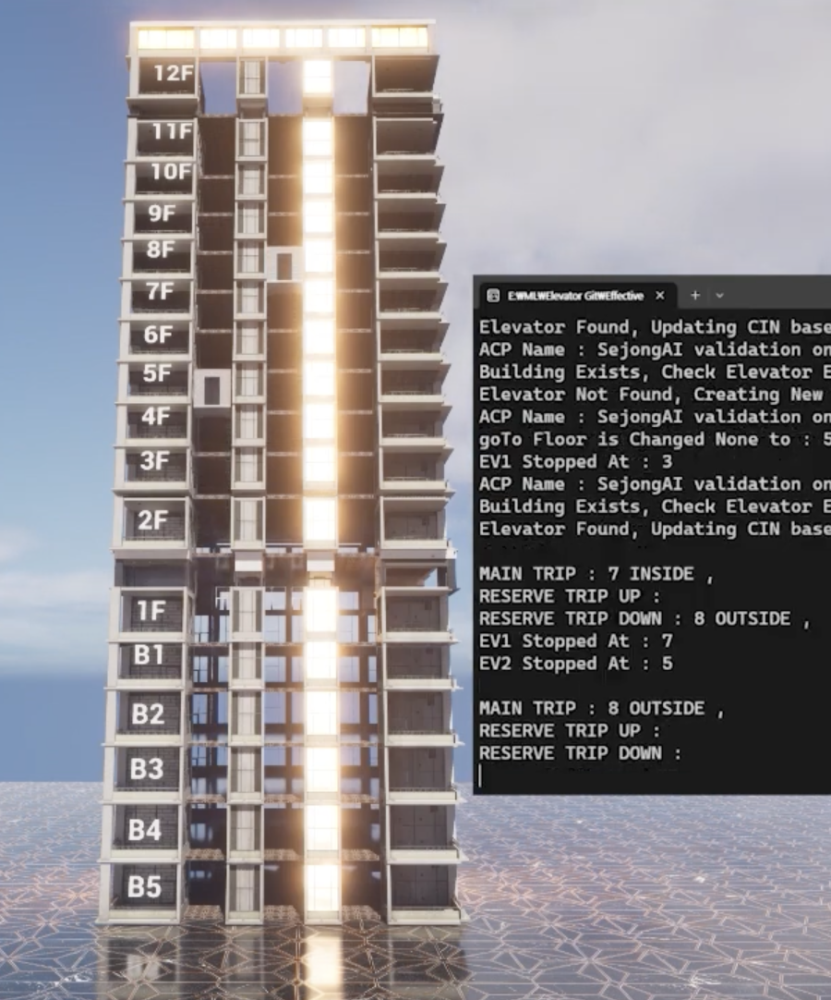 12F
11F
10F
9F
8F
7F
6F
5F
4F
3F
2F
1F
B1
B2
B3
B4
B5
E:₩ML₩Elevator Git₩Effective
Elevator Found, Updating CIN base
ACP Name : SejongAI validation on
Building Exists, Check Elevator E
Elevator Not Found, Creating New
ACP Name : SejongAI validation on
goTo Floor is Changed None to : 5
EV1 Stopped At : 3
ACP Name : SejongAI validation on
Building Exists, Check Elevator E
Elevator Found, Updating CIN base
MAIN TRIP : 7 INSIDE ,
RESERVE TRIP UP :
RESERVE TRIP DOWN : 8 OUTSIDE ,
EV1 Stopped At : 7
EV2 Stopped At : 5
MAIN TRIP : 8 OUTSIDE ,
RESERVE TRIP UP :
RESERVE TRIP DOWN :